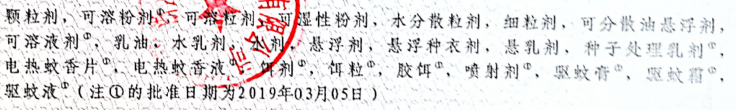 颗粒剂，可溶粉剂①，可溶粒剂，可湿性粉剂，水分散粒剂，细粒剂，可分散油悬浮剂，
可溶液剂①，乳油，水乳剂，水剂，悬浮剂，悬浮种衣剂，悬乳剂，种子处理乳剂①，
电热蚊香片①，电热蚊香液①，饵剂①，饵粒①，胶饵①，喷射剂①，驱蚊膏①，驱蚊霜①，
驱蚊液①（注①的批准日期为2019年03月05日）